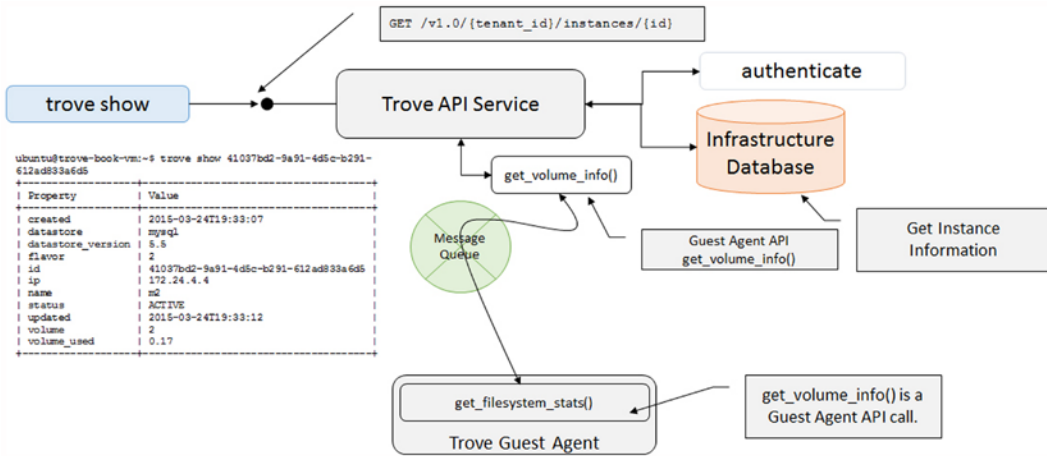 GET /v1.0/{tenant_id}/instances/{id}
trove show
Trove API Service
authenticate
Infrastructure
Database
ubuntu@trove-book-vm:~$ trove show 41037bd2-9a91-4d5c-b291-
612ad833a6d5
+-------------------+--------------------------------------+
| Property | Value |
+-------------------+--------------------------------------+
| created | 2015-03-24T19:33:07 |
| datastore | mysql |
| datastore_version | 5.5 |
| flavor | 2 |
| id | 41037bd2-9a91-4d5c-b291-612ad833a6d5 |
| ip | 172.24.4.4 |
| name | m2 |
| status | ACTIVE |
| updated | 2015-03-24T19:33:12 |
| volume | 2 |
| volume_used | 0.17 |
+-------------------+--------------------------------------+
get_volume_info()
Message
Queue
Guest Agent API
get_volume_info()
Get Instance
Information
get_filesystem_stats()
Trove Guest Agent
get_volume_info() is a
Guest Agent API call.